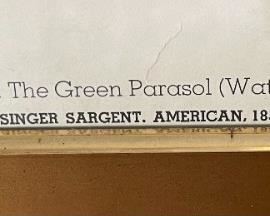 . The Green Parasol (Wat
SINGER SARGENT. AMERICAN, 18